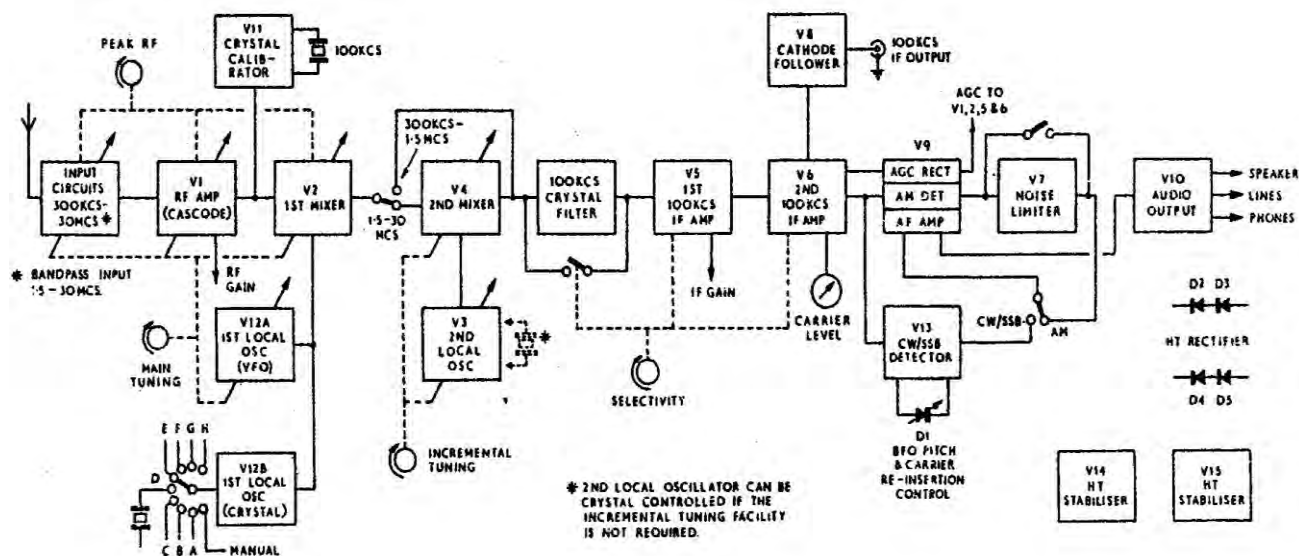 PEAK RF
V11
CRYSTAL
CALIB-
RATOR
100KCS
V8
CATHODE
FOLLOWER
100KCS
IF OUTPUT
AGC TO
V1,2,5&6
300KCS-
1·5MCS
INPUT
CIRCUITS
300KCS-
30MCS *
V1
RF AMP
(CASCODE)
V2
1ST MIXER
1·5-30
MCS
V4
2ND MIXER
100KCS
CRYSTAL
FILTER
V5
1ST
100KCS
IF AMP
V6
2ND
100KCS
IF AMP
V9
AGC RECT
AM DET
AF AMP
V7
NOISE
LIMITER
V10
AUDIO
OUTPUT
SPEAKER
LINES
PHONES
* BANDPASS INPUT
1·5-30MCS.
RF
GAIN
IF GAIN
CARRIER
LEVEL
MAIN
TUNING
V12A
1ST LOCAL
OSC
(VFO)
V3
2ND
LOCAL
OSC
*
SELECTIVITY
V13
CW/SSB
DETECTOR
CW/SSB
AM
D2 D3
HT RECTIFIER
D4 D5
D1
BFO PITCH
& CARRIER
RE-INSERTION
CONTROL
INCREMENTAL
TUNING
E F G H
D
C B A
MANUAL
V12B
1ST LOCAL
OSC
(CRYSTAL)
* 2ND LOCAL OSCILLATOR CAN BE
CRYSTAL CONTROLLED IF THE
INCREMENTAL TUNING FACILITY
IS NOT REQUIRED.
V14
HT
STABILISER
V15
HT
STABILISER